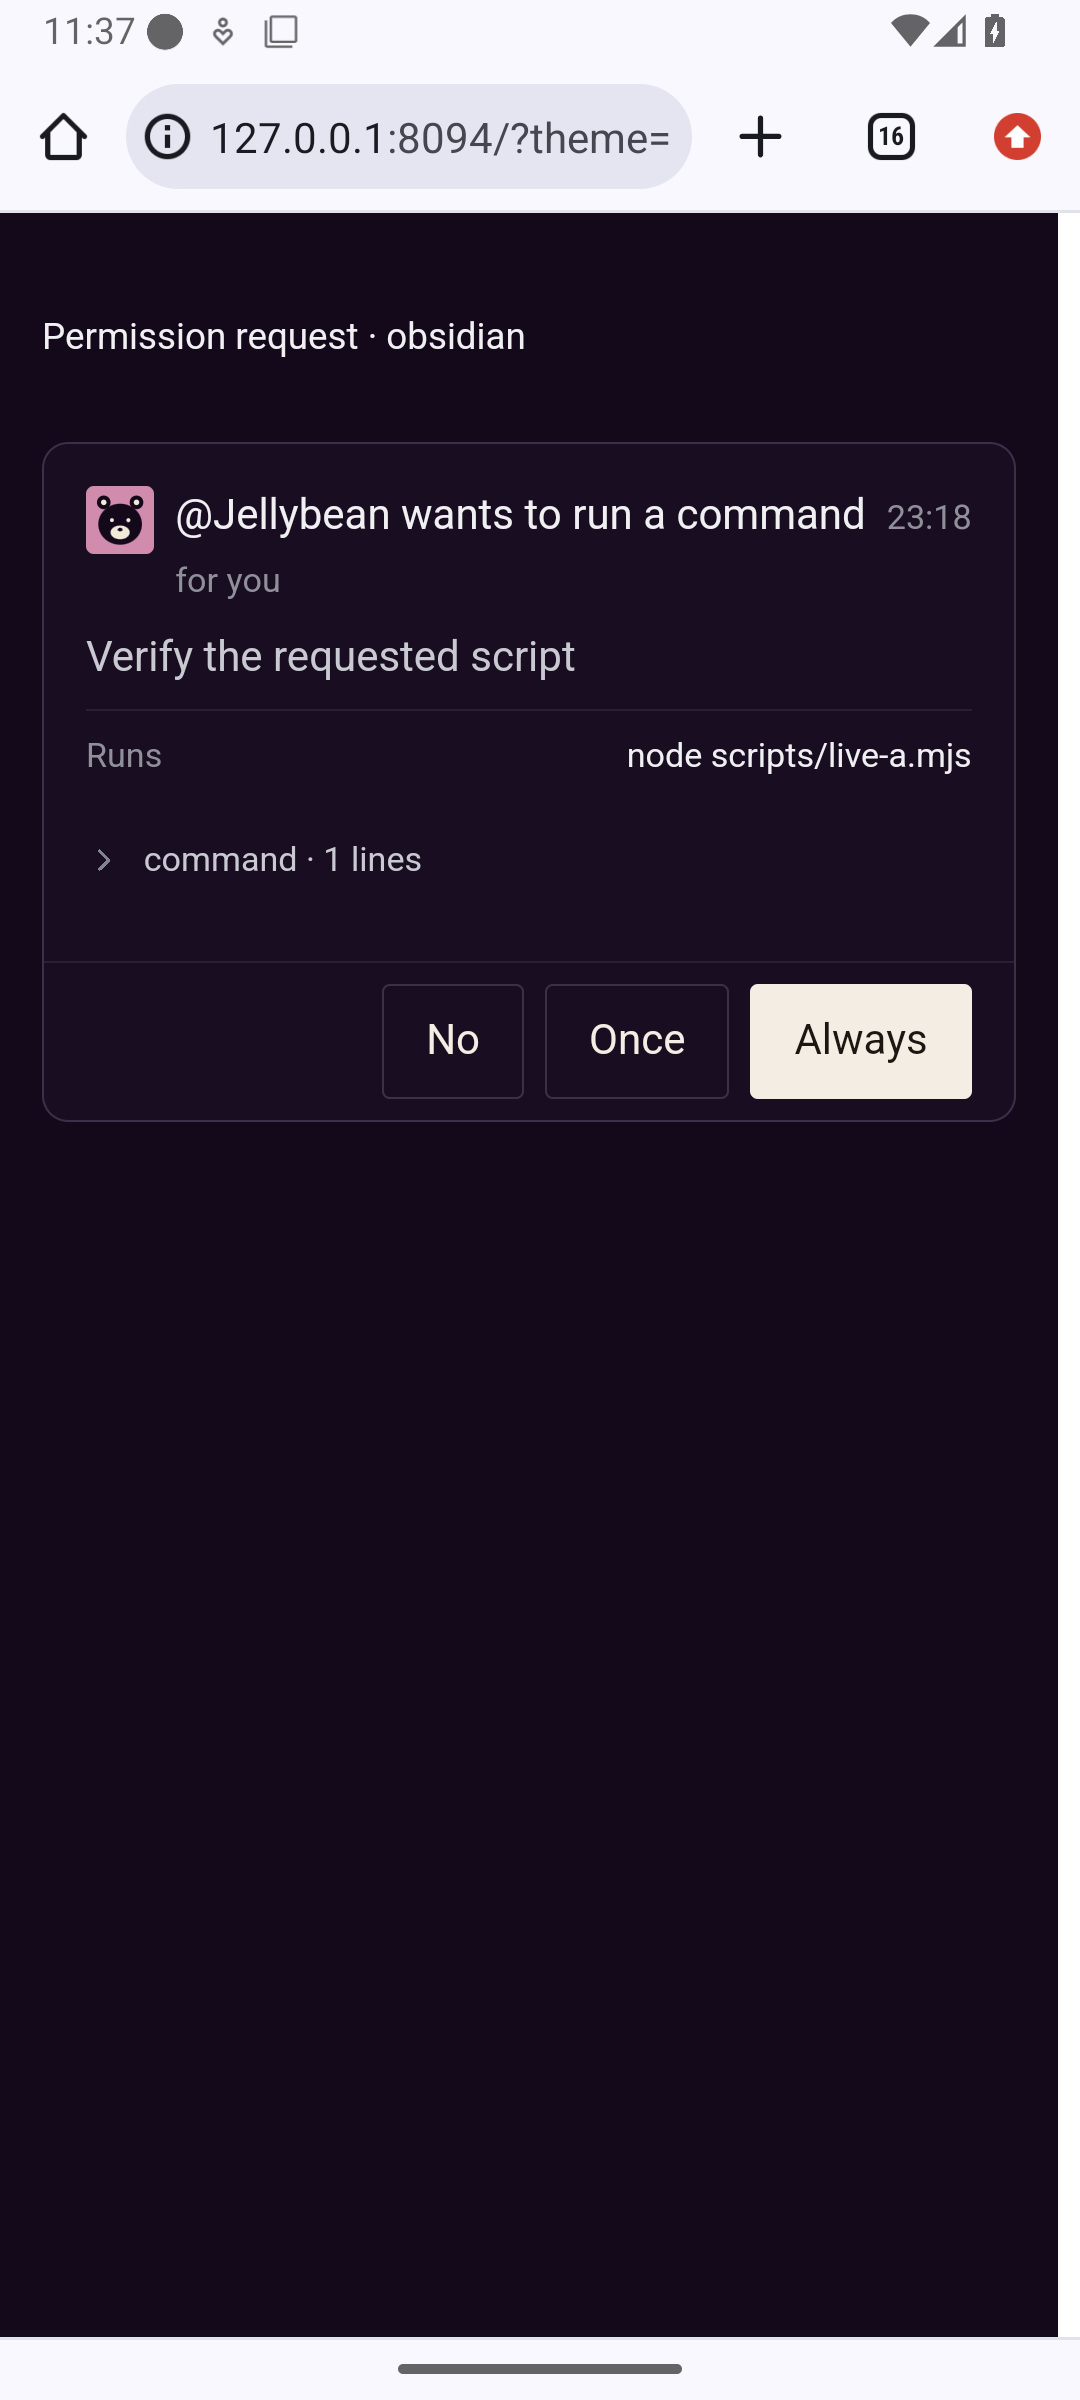 11:37
127.0.0.1:8094/?theme=
16
Permission request · obsidian
@Jellybean wants to run a command 23:18
for you
Verify the requested script
Runs node scripts/live-a.mjs
command · 1 lines
No Once Always